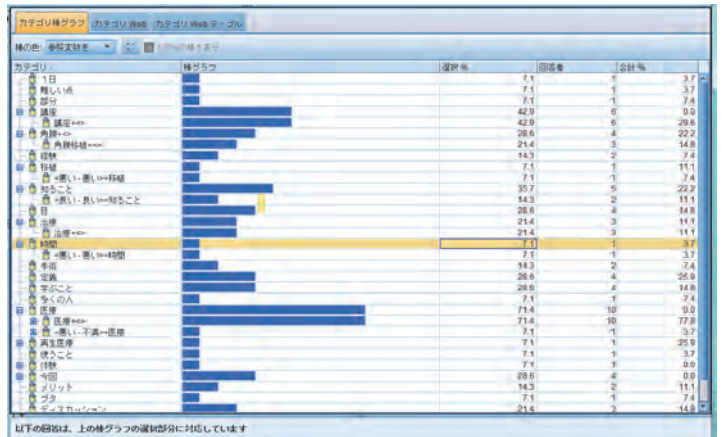 カテゴリ棒グラフ カテゴリ Web カテゴリ Web テーブル
棒の色: 参照変動を
カテゴリ 棒グラフ 選択 % 回答者 合計 %
1日 7.1 1 3.7
難しい点 7.1 1 7.4
部分 7.1 1 7.4
講座 42.9 6 0.0
講座+<> 42.9 6 29.6
角膜+<> 28.6 4 22.2
角膜移植+<> 21.4 3 14.8
経験 14.3 2 7.4
移植 7.1 1 11.1
<悪い - 悪い>+移植 7.1 1 7.4
知ること 35.7 5 22.2
<良い - 良い>+知ること 14.3 2 11.1
目 28.6 4 14.8
治療 21.4 3 11.1
治療+<> 21.4 3 11.1
時間 7.1 1 3.7
<悪い - 悪い>+時間 7.1 1 3.7
手術 14.3 2 7.4
定義 28.6 4 25.9
学ぶこと 28.6 4 14.8
多くの人 7.1 1 7.4
医療 71.4 10 0.0
医療+<> 71.4 10 77.8
<悪い - 不満>+医療 7.1 1 3.7
再生医療 7.1 1 25.9
使うこと 7.1 1 3.7
体験 7.1 1 0.0
今回 28.6 4 0.0
メリット 14.3 2 11.1
ブタ 7.1 1 7.4
ディスカッション 21.4 3 14.8
以下の回答は、上の棒グラフの選択部分に対応しています